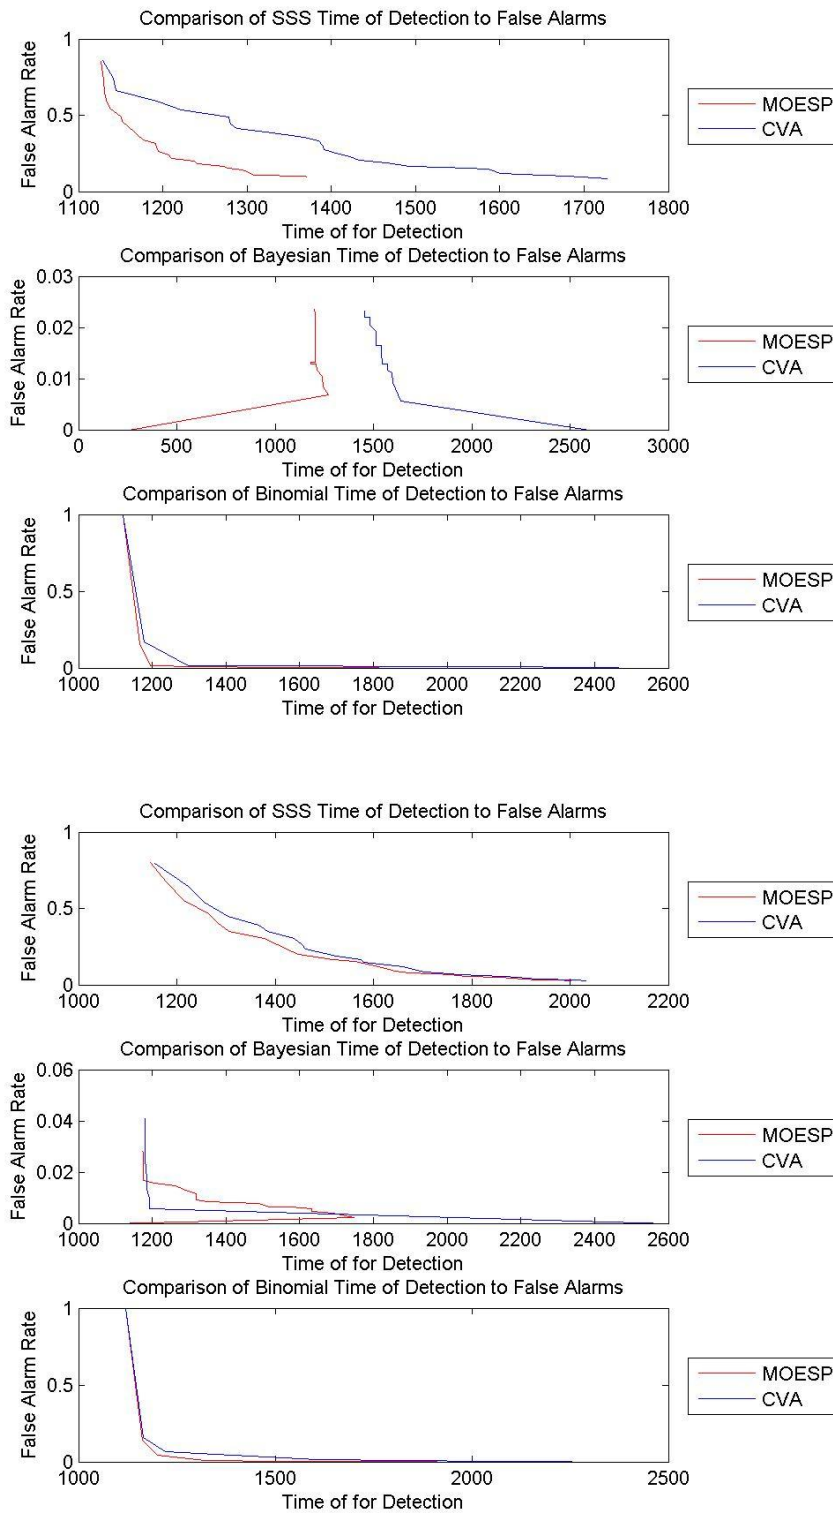 Comparison of SSS Time of Detection to False Alarms
1
0.5
0
False Alarm Rate
1100 1200 1300 1400 1500 1600 1700 1800
Time of for Detection
MOESP
CVA
Comparison of Bayesian Time of Detection to False Alarms
0.03
0.02
0.01
0
False Alarm Rate
0 500 1000 1500 2000 2500 3000
Time of for Detection
MOESP
CVA
Comparison of Binomial Time of Detection to False Alarms
1
0.5
0
False Alarm Rate
1000 1200 1400 1600 1800 2000 2200 2400 2600
Time of for Detection
MOESP
CVA
Comparison of SSS Time of Detection to False Alarms
1
0.5
0
False Alarm Rate
1000 1200 1400 1600 1800 2000 2200
Time of for Detection
MOESP
CVA
Comparison of Bayesian Time of Detection to False Alarms
0.06
0.04
0.02
0
False Alarm Rate
1000 1200 1400 1600 1800 2000 2200 2400 2600
Time of for Detection
MOESP
CVA
Comparison of Binomial Time of Detection to False Alarms
1
0.5
0
False Alarm Rate
1000 1500 2000 2500
Time of for Detection
MOESP
CVA